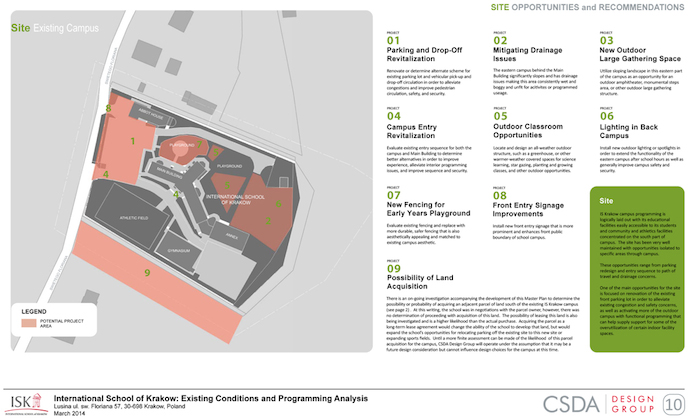 SITE OPPORTUNITIES and RECOMMENDATIONS
Site Existing Campus
8
1
4
PLAYGROUND
PLAYGROUND
MAIN BUILDING
INTERNATIONAL SCHOOL
OF KRAKOW
ATHLETIC FIELD
GYMNASIUM
ANNEX
9
LEGEND
POTENTIAL PROJECT
AREA
PROJECT
01
Parking and Drop-Off
Revitalization
Renovate or determine alternate scheme for
existing parking lot and vehicular pick-up and
drop off circulation in order to alleviate
congestions and improve pedestrian
circulation, safety, and security.
PROJECT
02
Mitigating Drainage
Issues
The eastern campus behind the Main
Building significantly slopes and has drainage
issues making this area consistently wet and
boggy and unfit for activities or programmed
usage.
PROJECT
03
New Outdoor
Large Gathering Space
Utilize sloping landscape in this eastern part
of the campus as an opportunity for an
outdoor amphitheater, monumental steps
area, or other outdoor large gathering
structure.
PROJECT
04
Campus Entry
Revitalization
Evaluate existing entry sequence for both the
campus and Main Building to determine
better alternatives in order to improve
experience, alleviate interior programming
issues, and improve sequence and security.
PROJECT
05
Outdoor Classroom
Opportunities
Locate and design an all-weather outdoor
structure, such as a greenhouse, or other
warmer-weather covered spaces for science
learning, star gazing, planting and growing
classes, and other outdoor opportunities.
PROJECT
06
Lighting in Back
Campus
Install new outdoor lighting or spotlights in
order to extend the functionality of the
eastern campus after school hours as well as
generally improve campus safety and
security.
PROJECT
07
New Fencing for
Early Years Playground
Evaluate existing fencing and replace with
more durable, safer fencing that is also
aesthetically appealing and matched to
existing campus aesthetic.
PROJECT
08
Front Entry Signage
Improvements
Install new front entry signage that is more
prominent and enhances front public
boundary of school campus.
Site
IS Krakow campus programming is
logically laid out with its educational
facilities easily accessible to its students
and community and athletics facilities
concentrated on the south part of
campus. The site has been very well
maintained with opportunities isolated to
specific areas through campus.
These opportunities range from parking
redesign and entry sequence to path of
travel and drainage concerns.
One of the main opportunities for the site
is focused on renovation of the existing
front parking lot in order to alleviate
existing congestion and safety concerns,
as well as activating more of the outdoor
campus with functional programming that
can help supply support for some of the
overutilization of certain indoor facility
spaces.
PROJECT
09
Possibility of Land
Acquisition
There is an on going investigation accompanying the development of this Master Plan to determine the
possibility or probability of acquiring an adjacent parcel of land south of the existing IS Krakow campus
(see page 2). At this writing, the school was in negotiations with the parcel owner; however, there was
no determination of proceeding with acquisition of this land. The possibility of leasing this land is also
being investigated and is a higher likelihood than the actual purchase. Acquiring the parcel as a
long-term lease agreement would change the ability of the school to develop that land, but would
expand the school's opportunities for relocating parking off the existing site to this new site or
expanding sports fields. Until a more finite assessment can be made of the likelihood of this parcel
acquisition for the campus, CSDA Design Group will operate under the assumption that it may be a
future design consideration but cannot influence design choices for the campus at this time.
ISK
International School of Krakow: Existing Conditions and Programming Analysis
Lusina ul. sw. Floriana 57, 30-698 Krakow, Poland
March 2014
CSDA DESIGN
GROUP
10